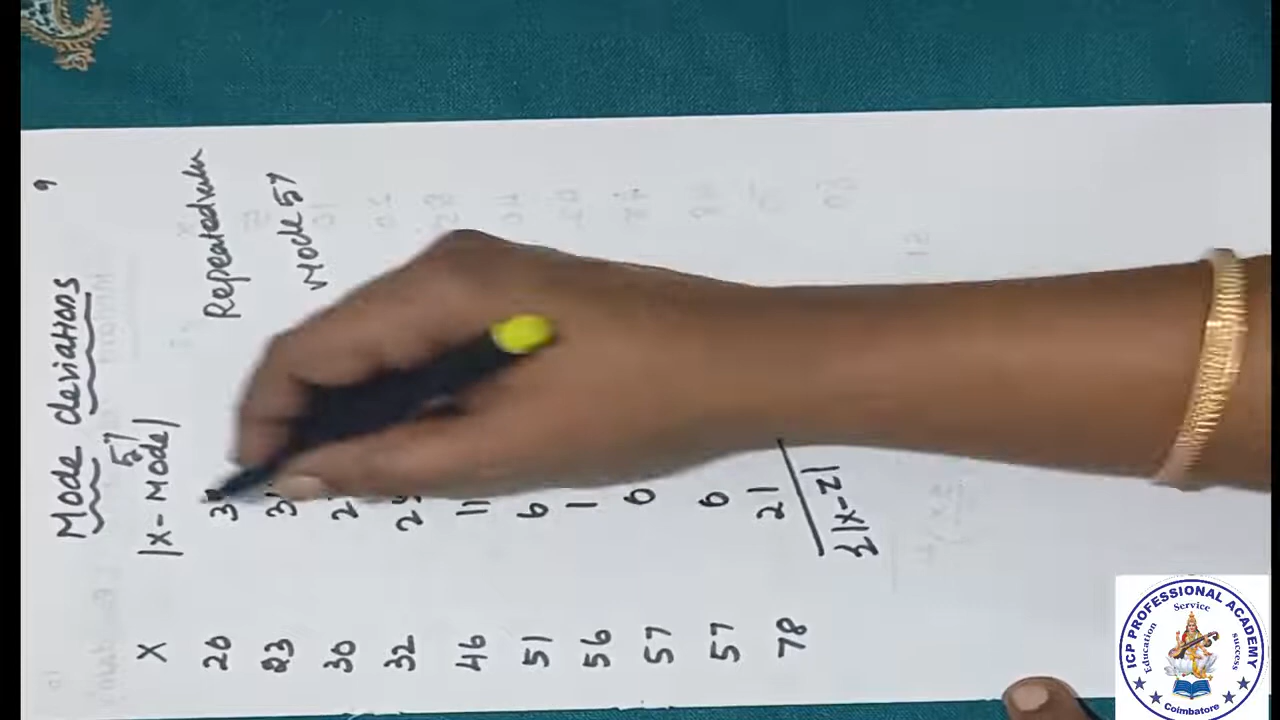 9
Mode deviations
57
X |X - Mode|
20 Repeated value
23 Mode 57
30
32
46 11
51 6
56 1
57 0
57 0
78 21
Σ|X-Z|
ICP PROFESSIONAL ACADEMY
Service
Education
success
Coimbatore